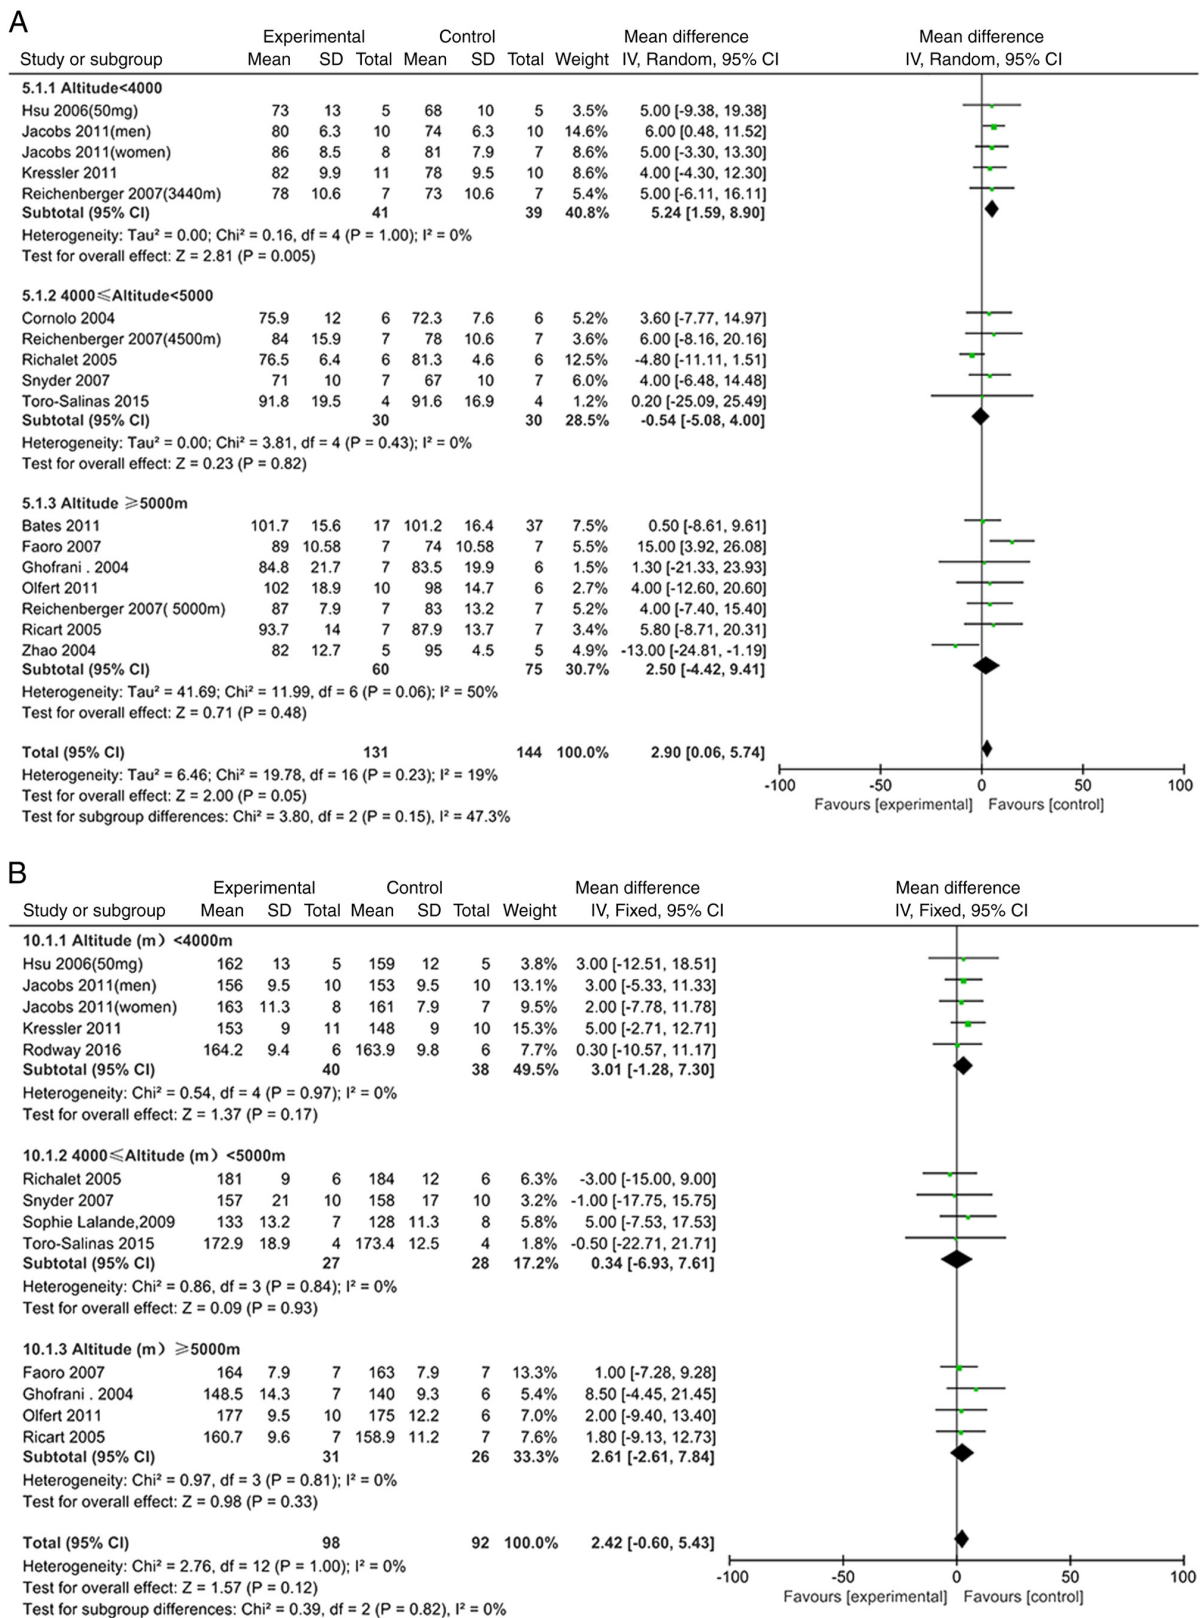 A
Experimental Control Mean difference Mean difference
Study or subgroup Mean SD Total Mean SD Total Weight IV, Random, 95% CI IV, Random, 95% CI
5.1.1 Altitude<4000
Hsu 2006(50mg) 73 13 5 68 10 5 3.5% 5.00 [-9.38, 19.38]
Jacobs 2011(men) 80 6.3 10 74 6.3 10 14.6% 6.00 [0.48, 11.52]
Jacobs 2011(women) 86 8.5 8 81 7.9 7 8.6% 5.00 [-3.30, 13.30]
Kressler 2011 82 9.9 11 78 9.5 10 8.6% 4.00 [-4.30, 12.30]
Reichenberger 2007(3440m) 78 10.6 7 73 10.6 7 5.4% 5.00 [-6.11, 16.11]
Subtotal (95% CI) 41 39 40.8% 5.24 [1.59, 8.90]
Heterogeneity: Tau² = 0.00; Chi² = 0.16, df = 4 (P = 1.00); I² = 0%
Test for overall effect: Z = 2.81 (P = 0.005)
5.1.2 4000≤Altitude<5000
Cornolo 2004 75.9 12 6 72.3 7.6 6 5.2% 3.60 [-7.77, 14.97]
Reichenberger 2007(4500m) 84 15.9 7 78 10.6 7 3.6% 6.00 [-8.16, 20.16]
Richalet 2005 76.5 6.4 6 81.3 4.6 6 12.5% -4.80 [-11.11, 1.51]
Snyder 2007 71 10 7 67 10 7 6.0% 4.00 [-6.48, 14.48]
Toro-Salinas 2015 91.8 19.5 4 91.6 16.9 4 1.2% 0.20 [-25.09, 25.49]
Subtotal (95% CI) 30 30 28.5% -0.54 [-5.08, 4.00]
Heterogeneity: Tau² = 0.00; Chi² = 3.81, df = 4 (P = 0.43); I² = 0%
Test for overall effect: Z = 0.23 (P = 0.82)
5.1.3 Altitude ≥5000m
Bates 2011 101.7 15.6 17 101.2 16.4 37 7.5% 0.50 [-8.61, 9.61]
Faoro 2007 89 10.58 7 74 10.58 7 5.5% 15.00 [3.92, 26.08]
Ghofrani . 2004 84.8 21.7 7 83.5 19.9 6 1.5% 1.30 [-21.33, 23.93]
Olfert 2011 102 18.9 10 98 14.7 6 2.7% 4.00 [-12.60, 20.60]
Reichenberger 2007( 5000m) 87 7.9 7 83 13.2 7 5.2% 4.00 [-7.40, 15.40]
Ricart 2005 93.7 14 7 87.9 13.7 7 3.4% 5.80 [-8.71, 20.31]
Zhao 2004 82 12.7 5 95 4.5 5 4.9% -13.00 [-24.81, -1.19]
Subtotal (95% CI) 60 75 30.7% 2.50 [-4.42, 9.41]
Heterogeneity: Tau² = 41.69; Chi² = 11.99, df = 6 (P = 0.06); I² = 50%
Test for overall effect: Z = 0.71 (P = 0.48)
Total (95% CI) 131 144 100.0% 2.90 [0.06, 5.74]
Heterogeneity: Tau² = 6.46; Chi² = 19.78, df = 16 (P = 0.23); I² = 19%
Test for overall effect: Z = 2.00 (P = 0.05)
Test for subgroup differences: Chi² = 3.80, df = 2 (P = 0.15), I² = 47.3%
-100 -50 0 50 100
Favours [experimental] Favours [control]
B
Experimental Control Mean difference Mean difference
Study or subgroup Mean SD Total Mean SD Total Weight IV, Fixed, 95% CI IV, Fixed, 95% CI
10.1.1 Altitude (m）<4000m
Hsu 2006(50mg) 162 13 5 159 12 5 3.8% 3.00 [-12.51, 18.51]
Jacobs 2011(men) 156 9.5 10 153 9.5 10 13.1% 3.00 [-5.33, 11.33]
Jacobs 2011(women) 163 11.3 8 161 7.9 7 9.5% 2.00 [-7.78, 11.78]
Kressler 2011 153 9 11 148 9 10 15.3% 5.00 [-2.71, 12.71]
Rodway 2016 164.2 9.4 6 163.9 9.8 6 7.7% 0.30 [-10.57, 11.17]
Subtotal (95% CI) 40 38 49.5% 3.01 [-1.28, 7.30]
Heterogeneity: Chi² = 0.54, df = 4 (P = 0.97); I² = 0%
Test for overall effect: Z = 1.37 (P = 0.17)
10.1.2 4000≤Altitude (m）<5000m
Richalet 2005 181 9 6 184 12 6 6.3% -3.00 [-15.00, 9.00]
Snyder 2007 157 21 10 158 17 10 3.2% -1.00 [-17.75, 15.75]
Sophie Lalande,2009 133 13.2 7 128 11.3 8 5.8% 5.00 [-7.53, 17.53]
Toro-Salinas 2015 172.9 18.9 4 173.4 12.5 4 1.8% -0.50 [-22.71, 21.71]
Subtotal (95% CI) 27 28 17.2% 0.34 [-6.93, 7.61]
Heterogeneity: Chi² = 0.86, df = 3 (P = 0.84); I² = 0%
Test for overall effect: Z = 0.09 (P = 0.93)
10.1.3 Altitude (m）≥5000m
Faoro 2007 164 7.9 7 163 7.9 7 13.3% 1.00 [-7.28, 9.28]
Ghofrani . 2004 148.5 14.3 7 140 9.3 6 5.4% 8.50 [-4.45, 21.45]
Olfert 2011 177 9.5 10 175 12.2 6 7.0% 2.00 [-9.40, 13.40]
Ricart 2005 160.7 9.6 7 158.9 11.2 7 7.6% 1.80 [-9.13, 12.73]
Subtotal (95% CI) 31 26 33.3% 2.61 [-2.61, 7.84]
Heterogeneity: Chi² = 0.97, df = 3 (P = 0.81); I² = 0%
Test for overall effect: Z = 0.98 (P = 0.33)
Total (95% CI) 98 92 100.0% 2.42 [-0.60, 5.43]
Heterogeneity: Chi² = 2.76, df = 12 (P = 1.00); I² = 0%
Test for overall effect: Z = 1.57 (P = 0.12)
Test for subgroup differences: Chi² = 0.39, df = 2 (P = 0.82), I² = 0%
-100 -50 0 50 100
Favours [experimental] Favours [control]